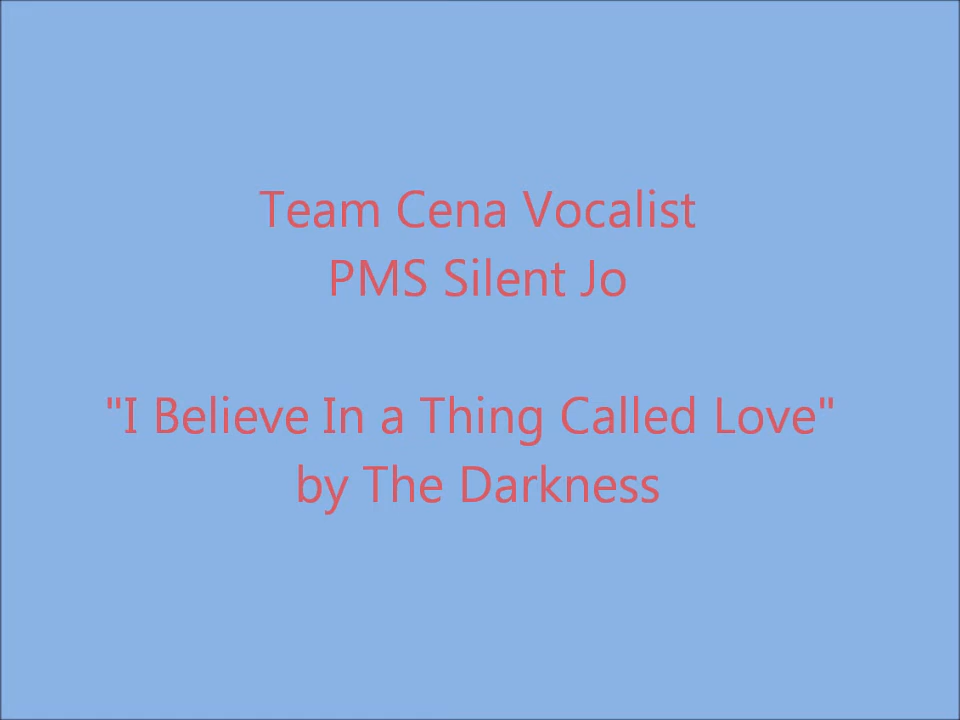 Team Cena Vocalist
PMS Silent Jo
"I Believe In a Thing Called Love"
by The Darkness